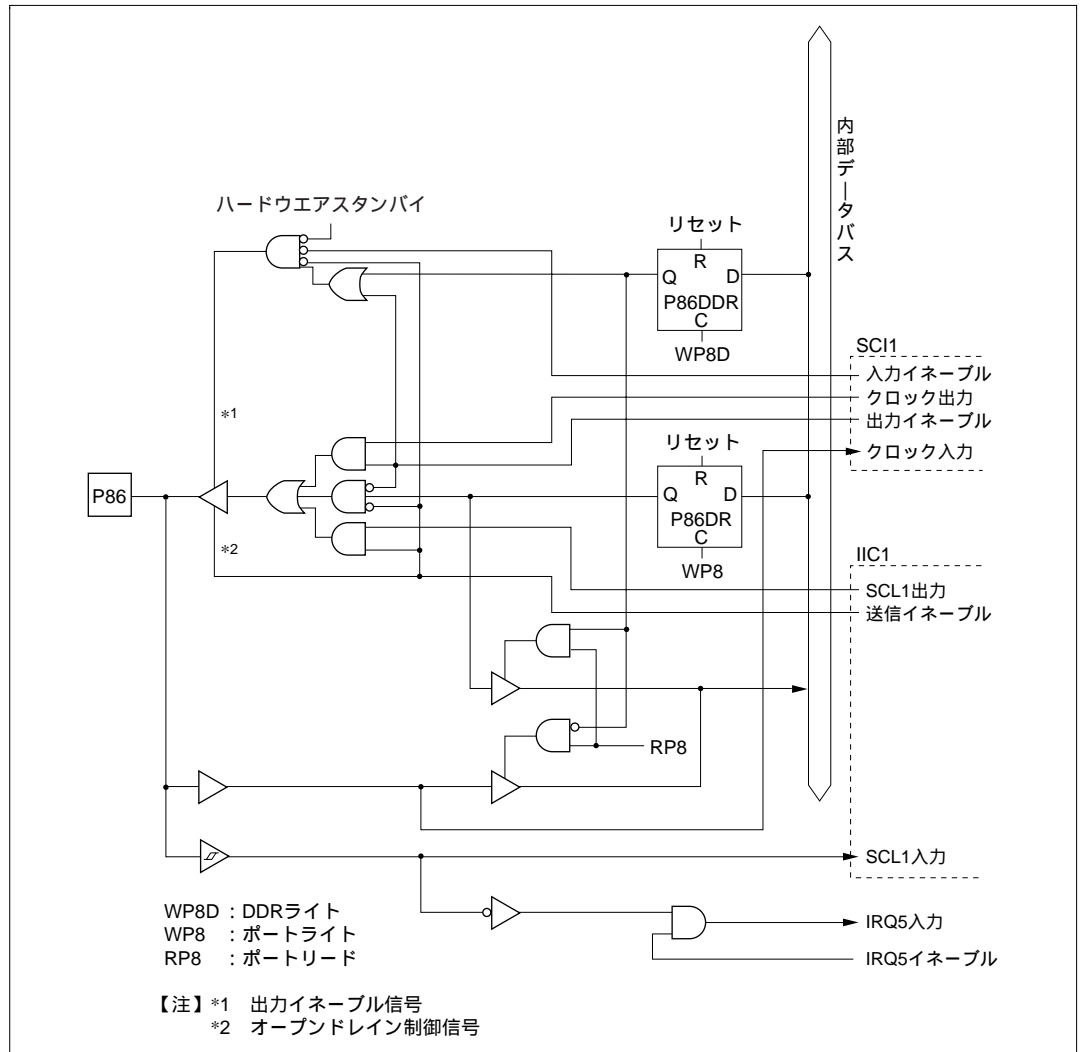 内部データバス
ハードウエアスタンバイ
リセット
R
Q
D
P86DDR
C
WP8D
SCI1
入力イネーブル
クロック出力
出力イネーブル
クロック入力
*1
リセット
R
Q
D
P86DR
C
WP8
P86
*2
IIC1
SCL1出力
送信イネーブル
RP8
SCL1入力
IRQ5入力
IRQ5イネーブル
WP8D : DDRライト
WP8 : ポートライト
RP8 : ポートリード
【注】*1 出力イネーブル信号
*2 オープンドレイン制御信号